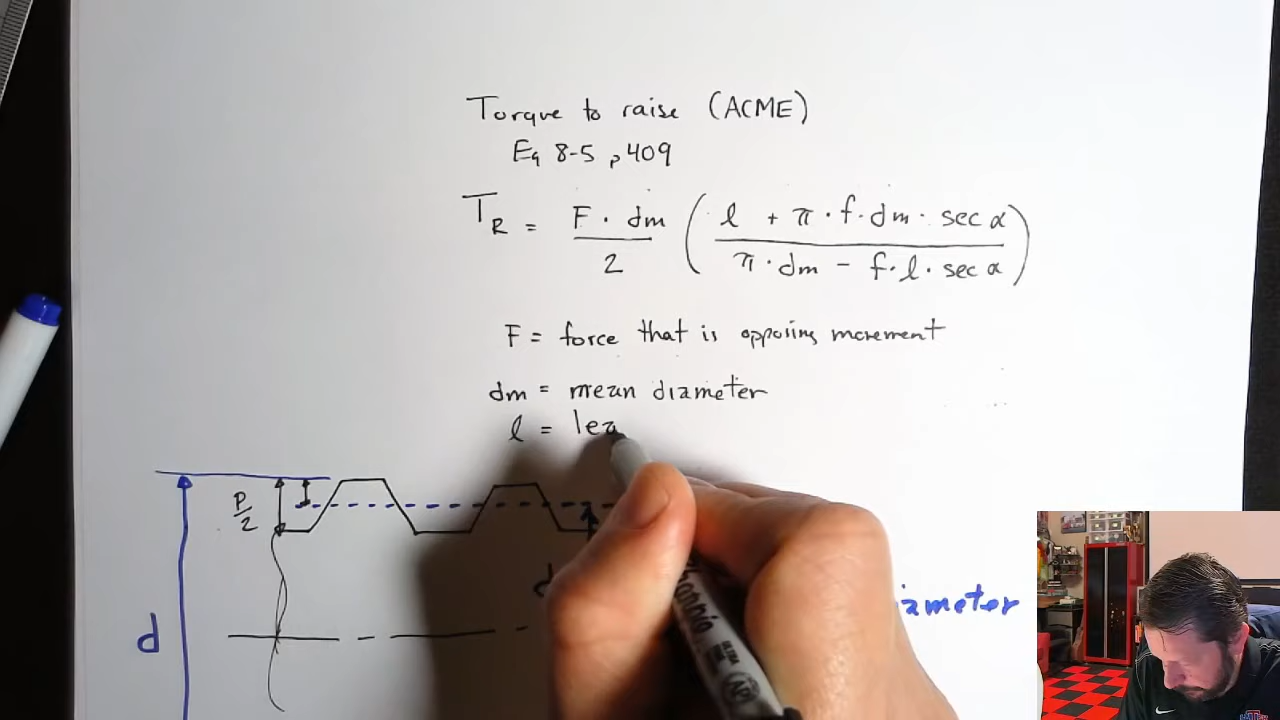 Torque to raise (ACME)
Eq 8-5, p409
T_R = F · dm / 2 ( l + π · f · dm · sec α / π · dm - f · l · sec α )
F = force that is opposing movement
dm = mean diameter
l = lea
P/2
d
d
iameter